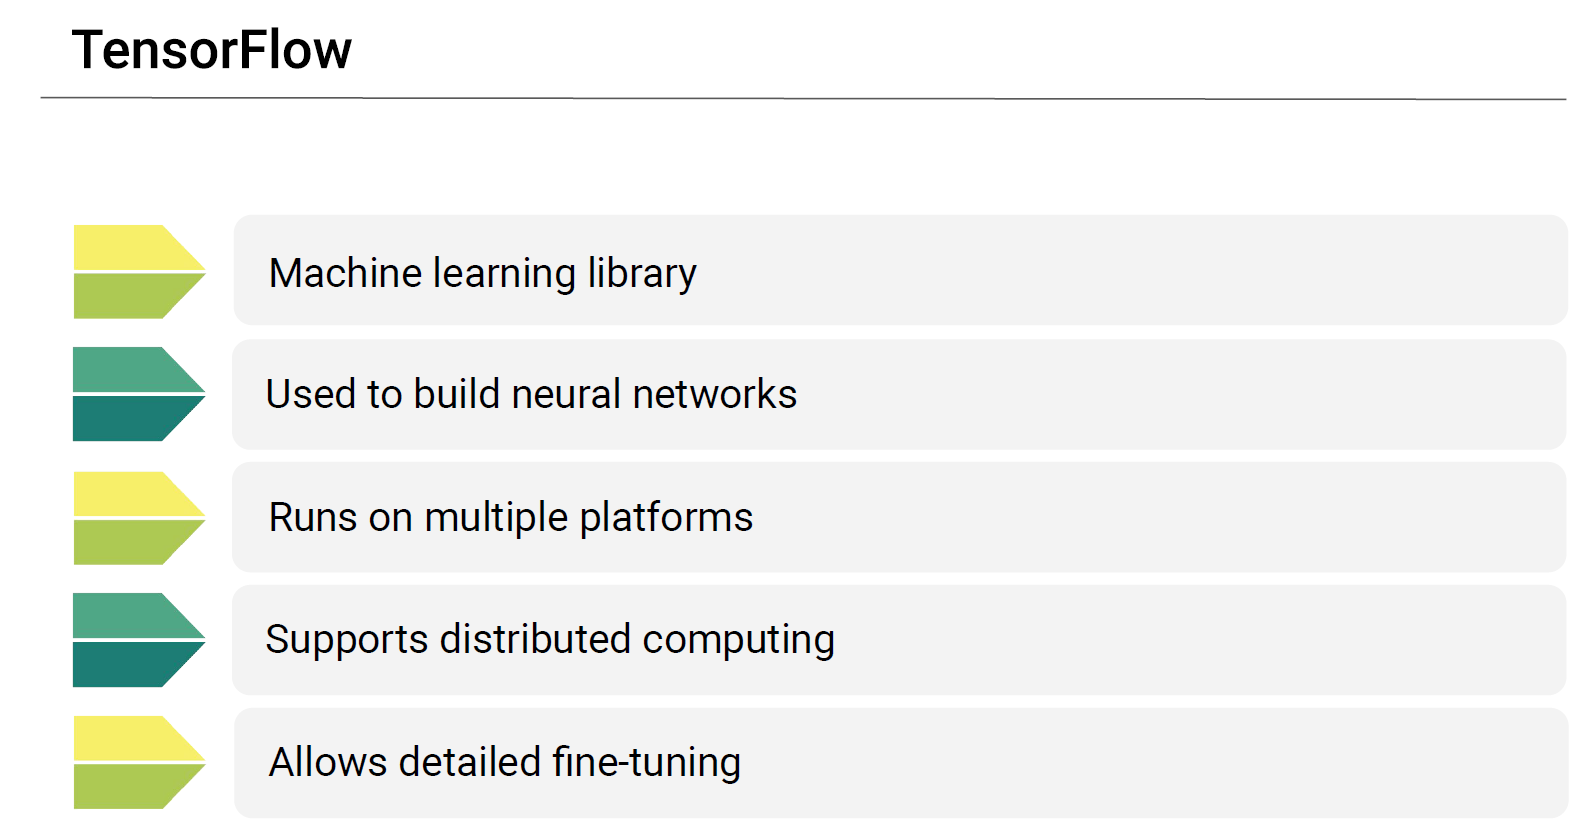 TensorFlow
Machine learning library
Used to build neural networks
Runs on multiple platforms
Supports distributed computing
Allows detailed fine-tuning